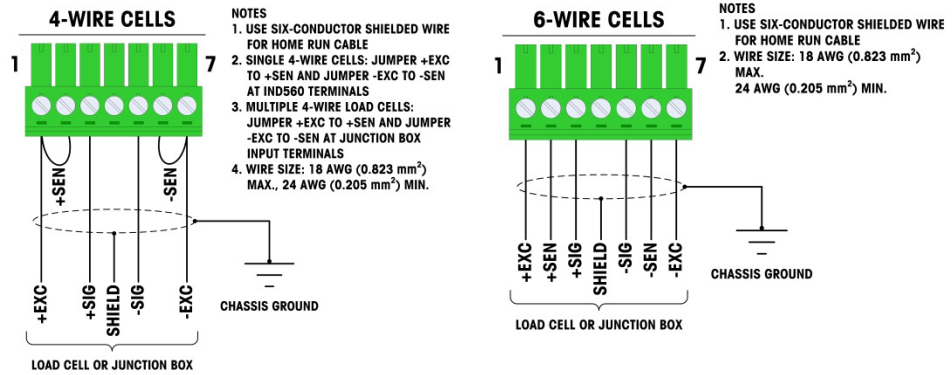 4-WIRE CELLS
1
7
NOTES
1. USE SIX-CONDUCTOR SHIELDED WIRE
FOR HOME RUN CABLE
2. SINGLE 4-WIRE CELLS: JUMPER +EXC
TO +SEN AND JUMPER -EXC TO -SEN
AT IND560 TERMINALS
3. MULTIPLE 4-WIRE LOAD CELLS:
JUMPER +EXC TO +SEN AND JUMPER
-EXC TO -SEN AT JUNCTION BOX
INPUT TERMINALS
4. WIRE SIZE: 18 AWG (0.823 mm²)
MAX., 24 AWG (0.205 mm²) MIN.
+SEN
-SEN
+EXC
+SIG
SHIELD
-SIG
-EXC
CHASSIS GROUND
LOAD CELL OR JUNCTION BOX
6-WIRE CELLS
1
7
NOTES
1. USE SIX-CONDUCTOR SHIELDED WIRE
FOR HOME RUN CABLE
2. WIRE SIZE: 18 AWG (0.823 mm²)
MAX.
24 AWG (0.205 mm²) MIN.
+EXC
+SEN
+SIG
SHIELD
-SIG
-SEN
-EXC
CHASSIS GROUND
LOAD CELL OR JUNCTION BOX